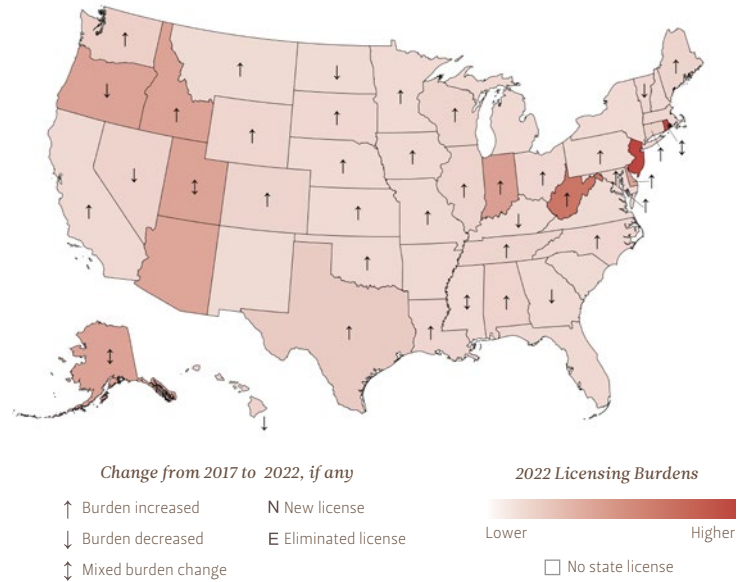 Change from 2017 to 2022, if any
↑ Burden increased
↓ Burden decreased
↕ Mixed burden change
N New license
E Eliminated license
2022 Licensing Burdens
Lower Higher
No state license